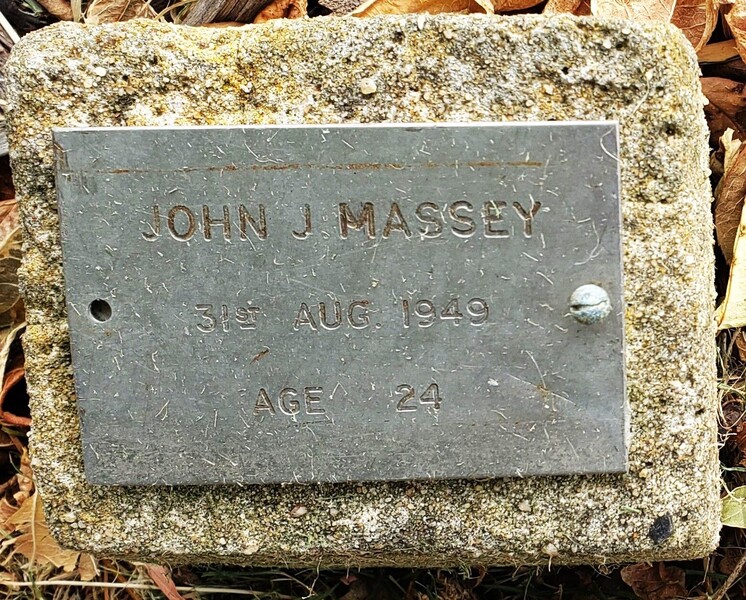 JOHN J MASSEY
31ST AUG. 1949
AGE 24